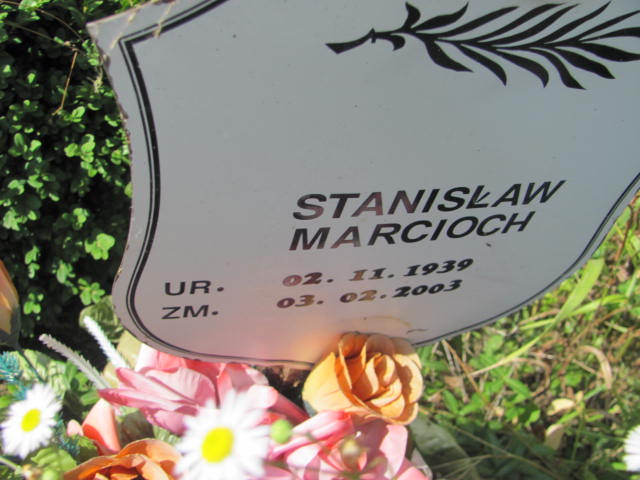 STANISŁAW
MARCIOCH
UR. 02. 11. 1939
ZM. 03. 02. 2003